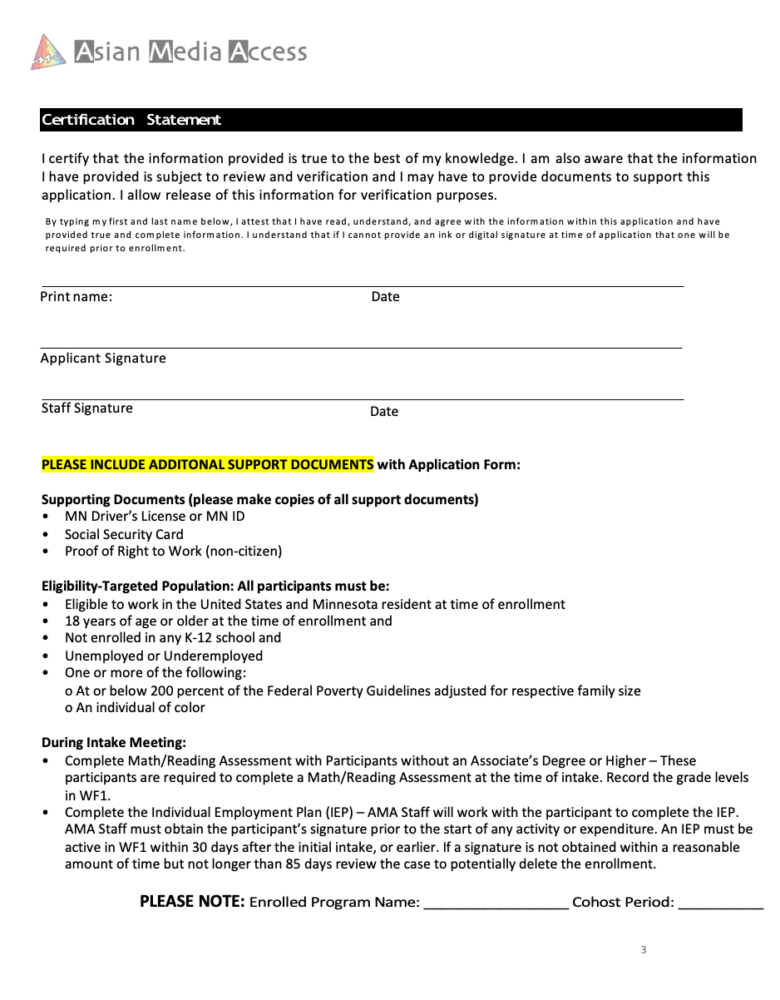 Asian Media Access
Certification Statement
I certify that the information provided is true to the best of my knowledge. I am also aware that the information
I have provided is subject to review and verification and I may have to provide documents to support this
application. I allow release of this information for verification purposes.
By typing my first and last name below, I attest that I have read, understand, and agree with the information within this application and have
provided true and complete information. I understand that if I cannot provide an ink or digital signature at time of application that one will be
required prior to enrollment.
Print name: Date
Applicant Signature
Staff Signature Date
PLEASE INCLUDE ADDITONAL SUPPORT DOCUMENTS with Application Form:
Supporting Documents (please make copies of all support documents)
• MN Driver’s License or MN ID
• Social Security Card
• Proof of Right to Work (non-citizen)
Eligibility-Targeted Population: All participants must be:
• Eligible to work in the United States and Minnesota resident at time of enrollment
• 18 years of age or older at the time of enrollment and
• Not enrolled in any K-12 school and
• Unemployed or Underemployed
• One or more of the following:
o At or below 200 percent of the Federal Poverty Guidelines adjusted for respective family size
o An individual of color
During Intake Meeting:
• Complete Math/Reading Assessment with Participants without an Associate’s Degree or Higher – These
participants are required to complete a Math/Reading Assessment at the time of intake. Record the grade levels
in WF1.
• Complete the Individual Employment Plan (IEP) – AMA Staff will work with the participant to complete the IEP.
AMA Staff must obtain the participant’s signature prior to the start of any activity or expenditure. An IEP must be
active in WF1 within 30 days after the initial intake, or earlier. If a signature is not obtained within a reasonable
amount of time but not longer than 85 days review the case to potentially delete the enrollment.
PLEASE NOTE: Enrolled Program Name: _________________ Cohost Period: __________
3